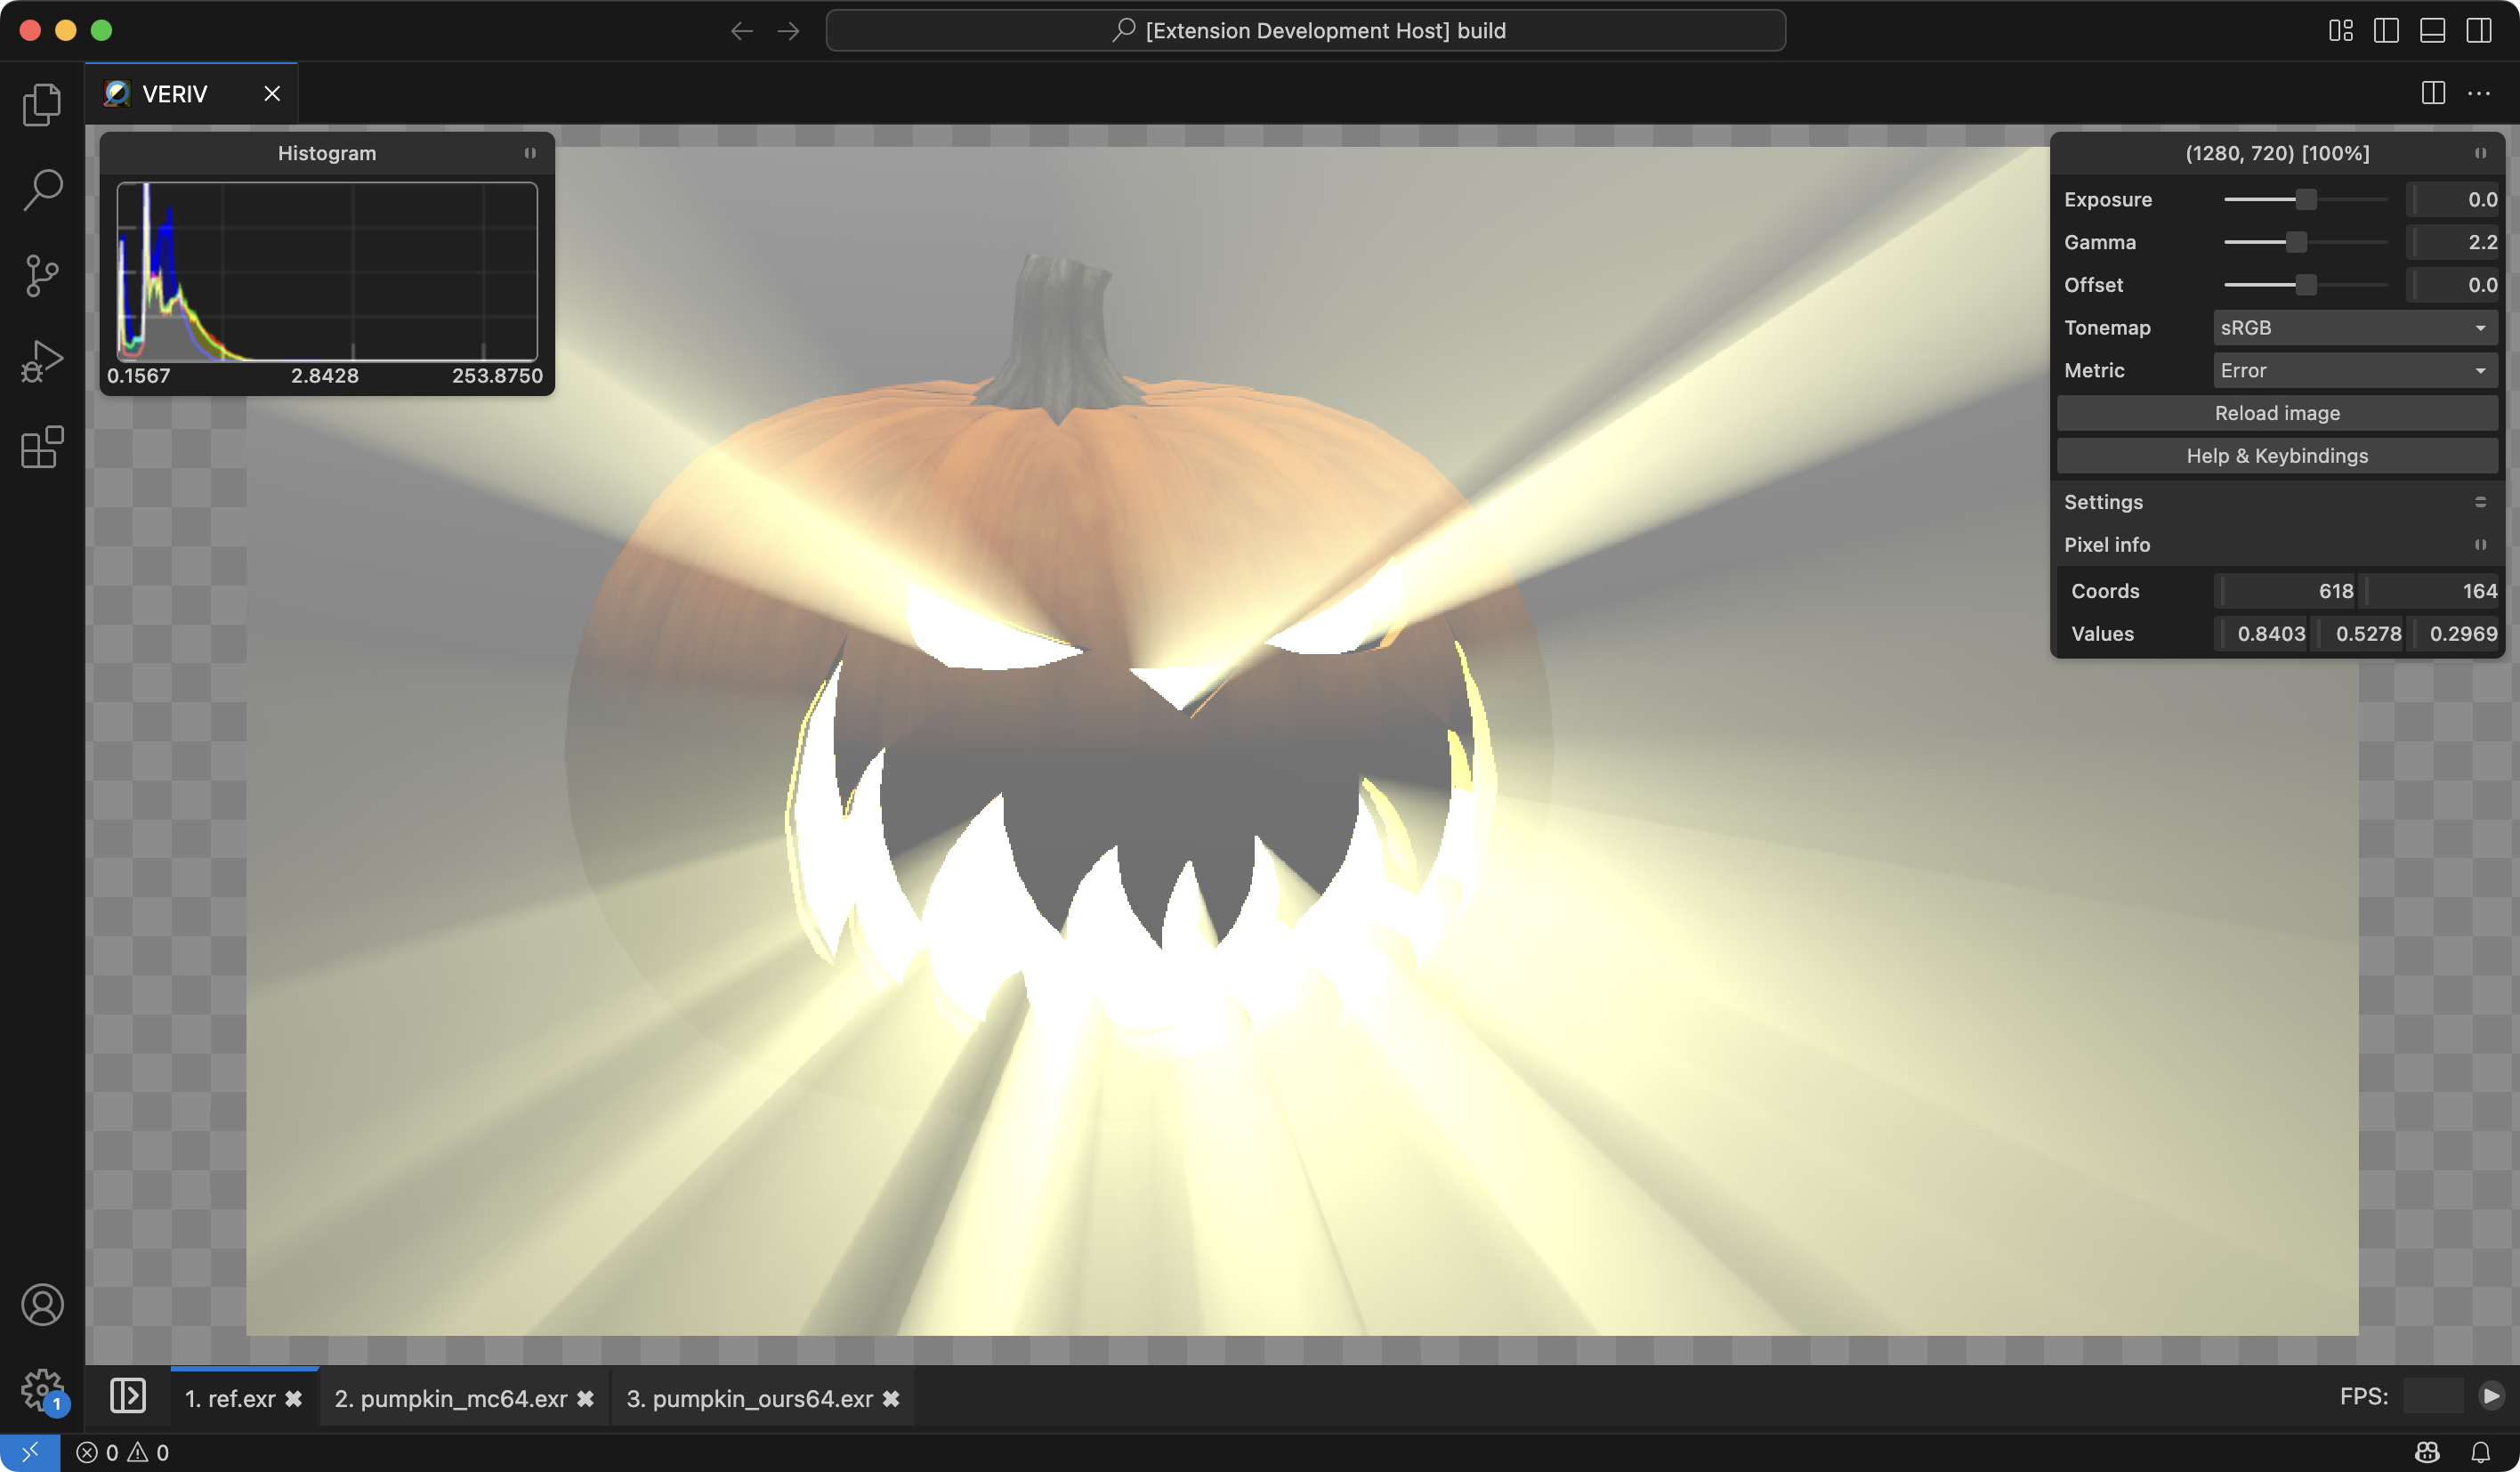 [Extension Development Host] build
VERIV
Histogram
0.1567 2.8428 253.8750
(1280, 720) [100%]
Exposure 0.0
Gamma 2.2
Offset 0.0
Tonemap sRGB
Metric Error
Reload image
Help & Keybindings
Settings
Pixel info
Coords 618 164
Values 0.8403 0.5278 0.2969
1. ref.exr 2. pumpkin_mc64.exr 3. pumpkin_ours64.exr FPS:
1
0 0